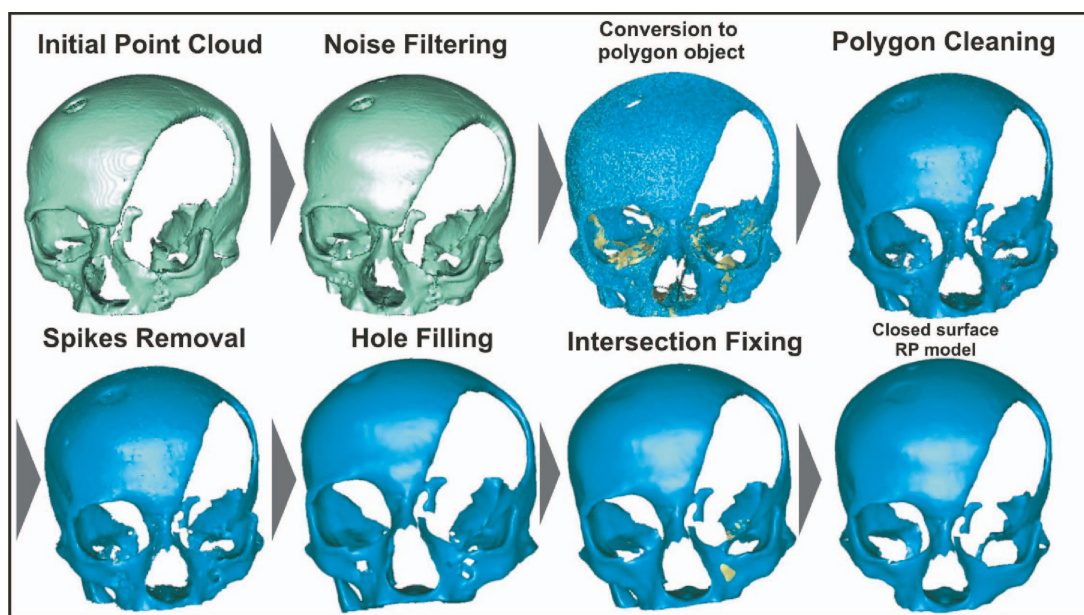 Initial Point Cloud
Noise Filtering
Conversion to
polygon object
Polygon Cleaning
Spikes Removal
Hole Filling
Intersection Fixing
Closed surface
RP model